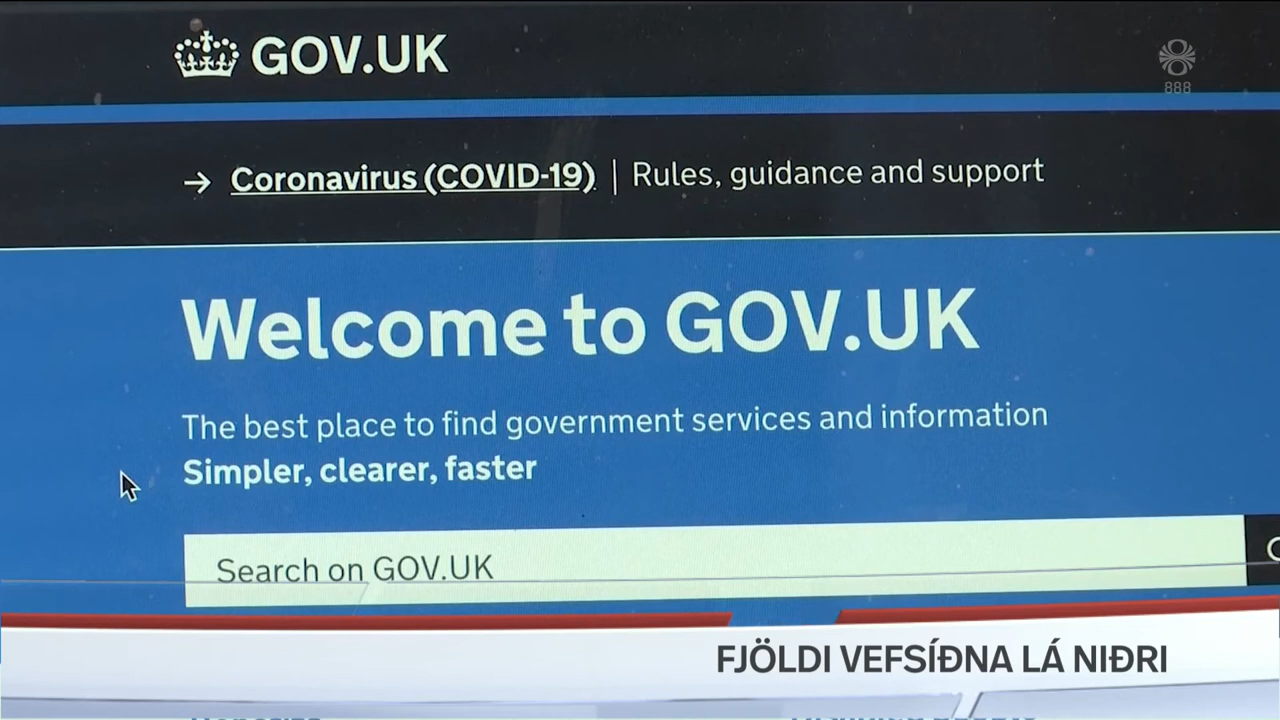 GOV.UK
888
→ Coronavirus (COVID-19) | Rules, guidance and support
Welcome to GOV.UK
The best place to find government services and information
Simpler, clearer, faster
Search on GOV.UK
FJÖLDI VEFSÍÐNA LÁ NIÐRI